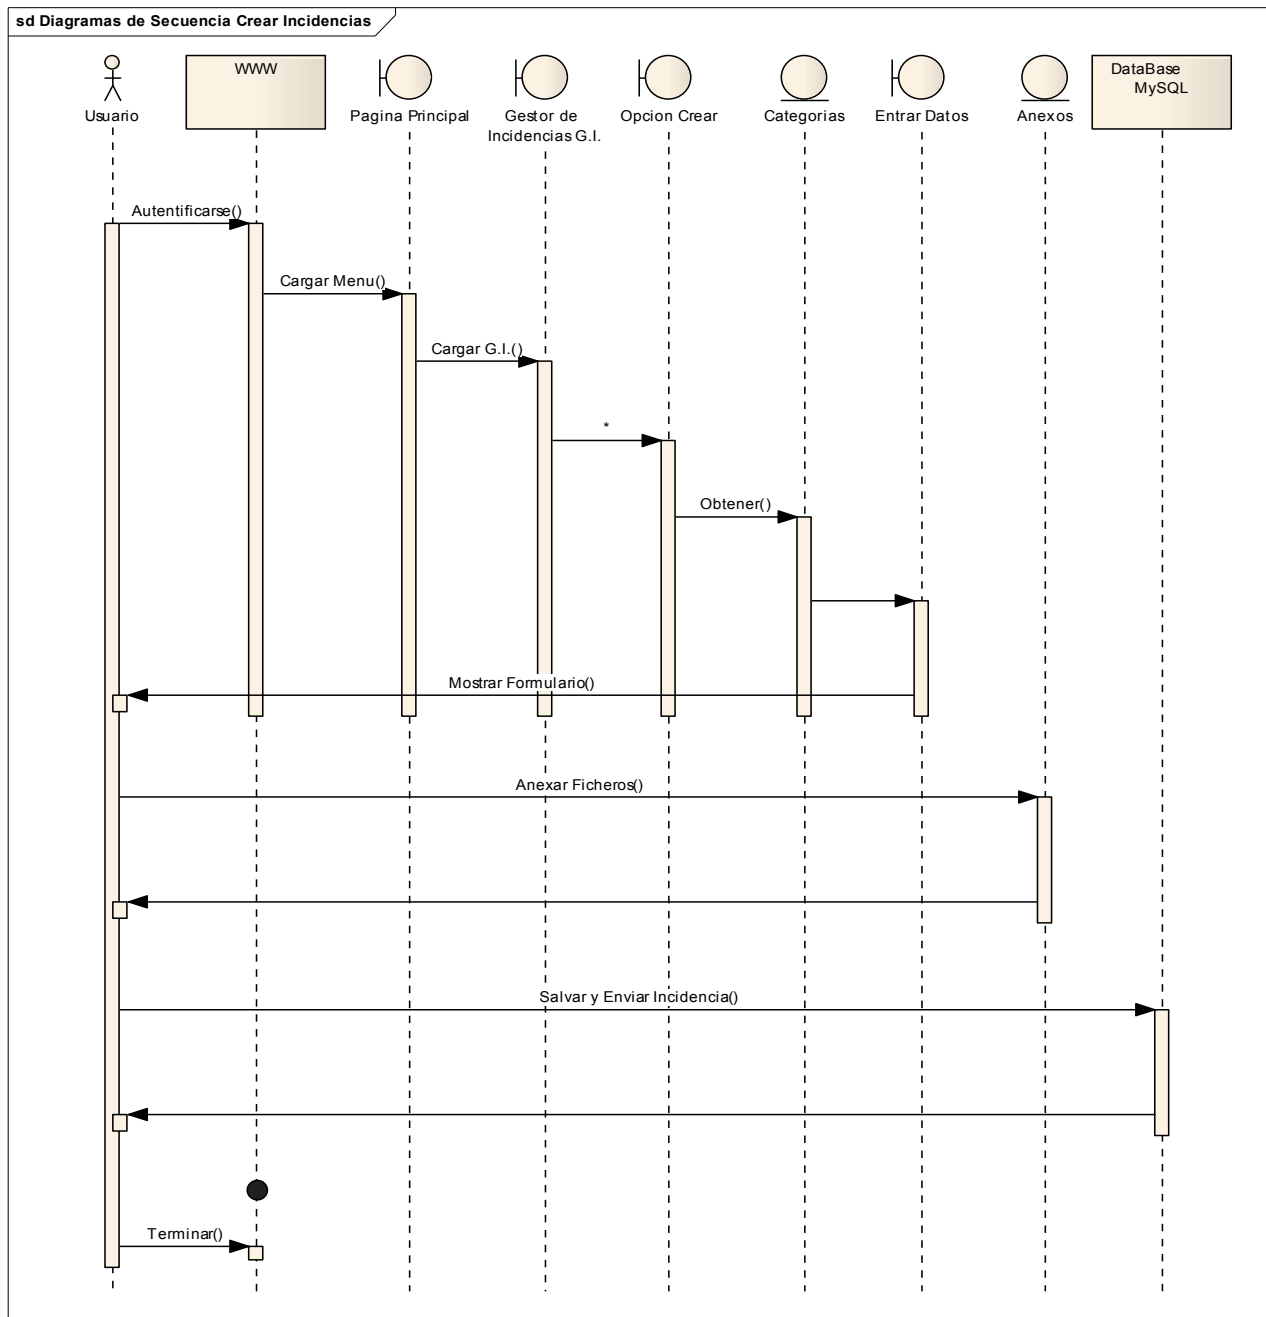 sd Diagramas de Secuencia Crear Incidencias
Usuario
WWW
Pagina Principal
Gestor de
Incidencias G.I.
Opcion Crear
Categorias
Entrar Datos
Anexos
DataBase
MySQL
Autentificarse()
Cargar Menu()
Cargar G.I.()
*
Obtener()
Mostrar Formulario()
Anexar Ficheros()
Salvar y Enviar Incidencia()
Terminar()